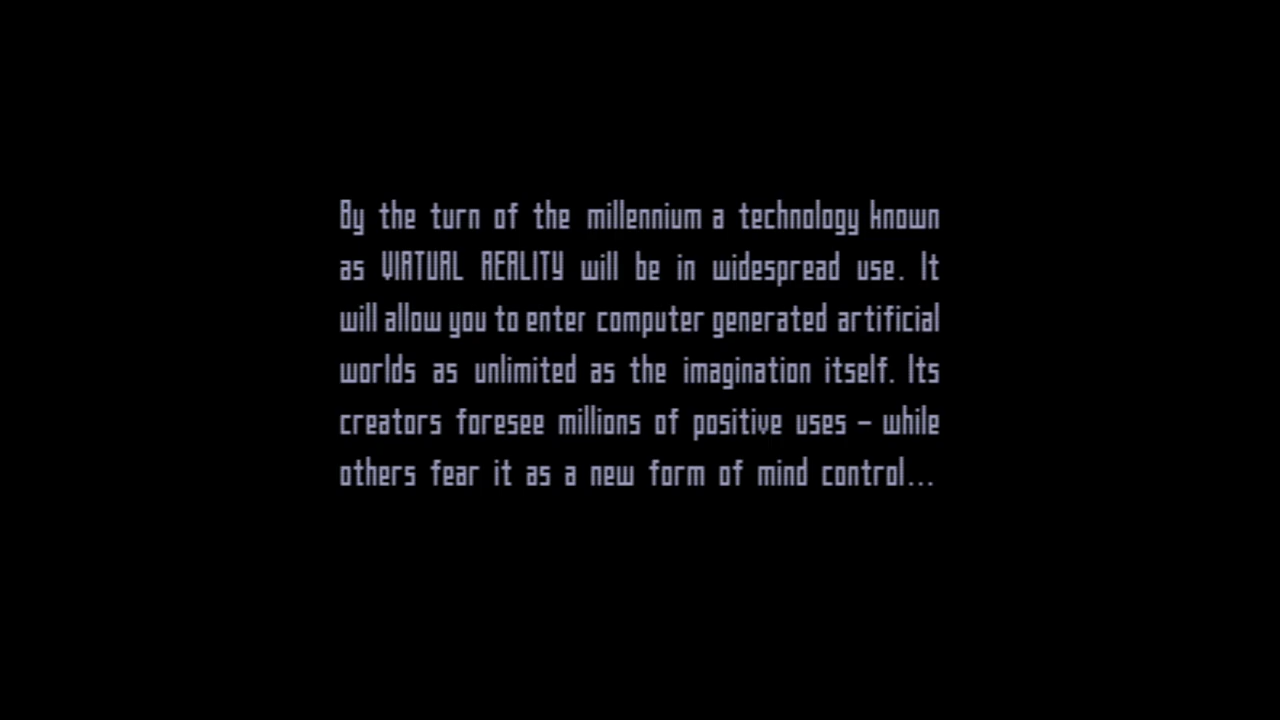 By the turn of the millennium a technology known
as VIRTUAL REALITY will be in widespread use. It
will allow you to enter computer generated artificial
worlds as unlimited as the imagination itself. Its
creators foresee millions of positive uses – while
others fear it as a new form of mind control...